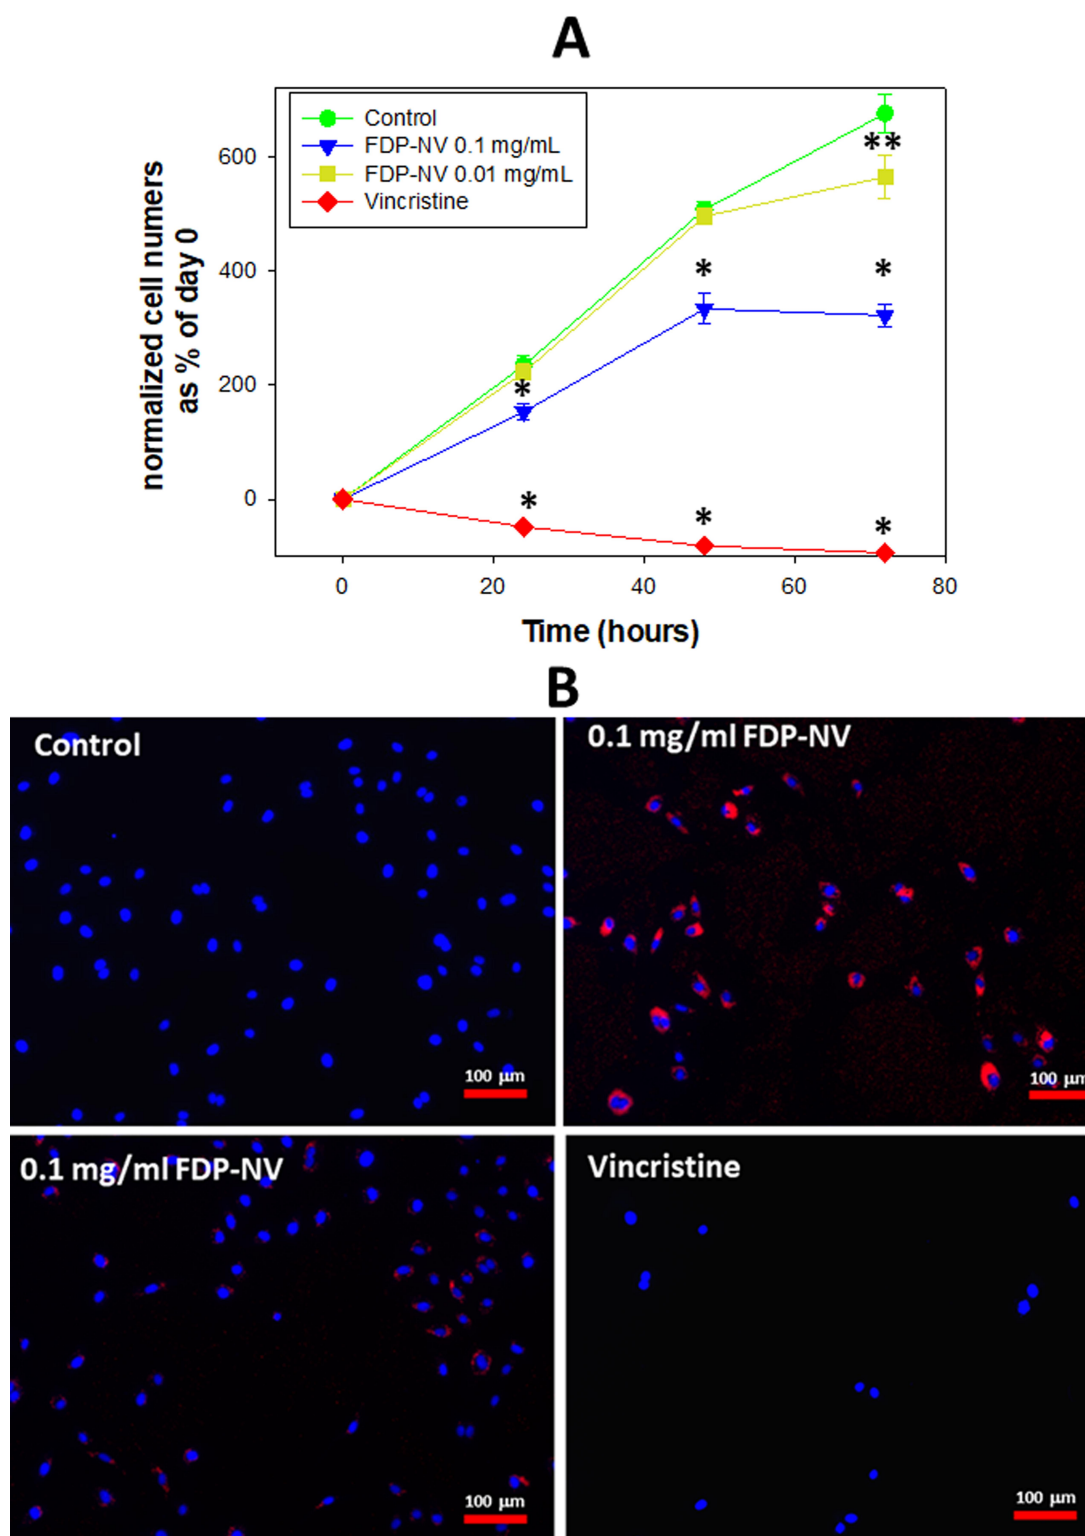 A
Control
FDP-NV 0.1 mg/mL
FDP-NV 0.01 mg/mL
Vincristine
normalized cell numers
as % of day 0
600
400
200
0
**
*
*
*
*
*
*
0
20
40
60
80
Time (hours)
B
Control
100 µm
0.1 mg/ml FDP-NV
100 µm
0.1 mg/ml FDP-NV
100 µm
Vincristine
100 µm